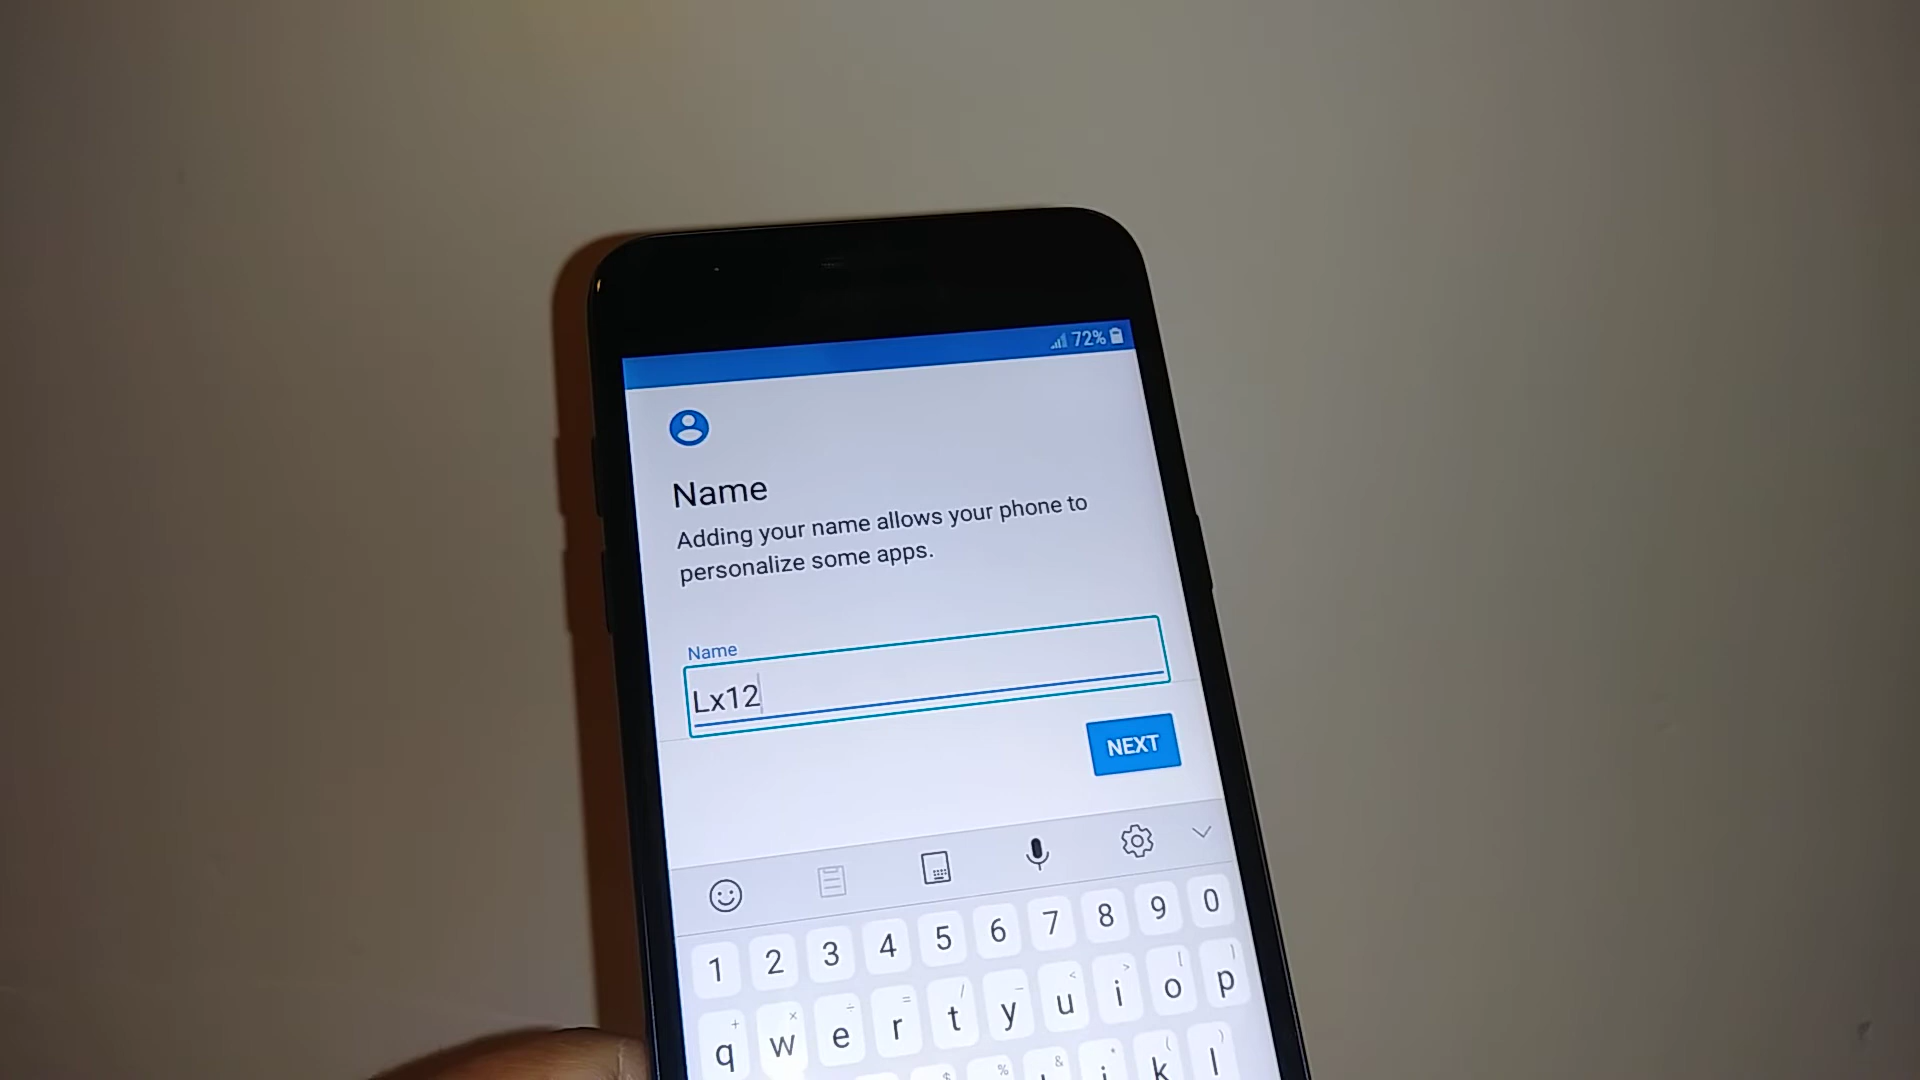 72%
Name
Adding your name allows your phone to
personalize some apps.
Name
Lx12
NEXT
1 2 3 4 5 6 7 8 9 0
q w e r t y u i o p
j k l